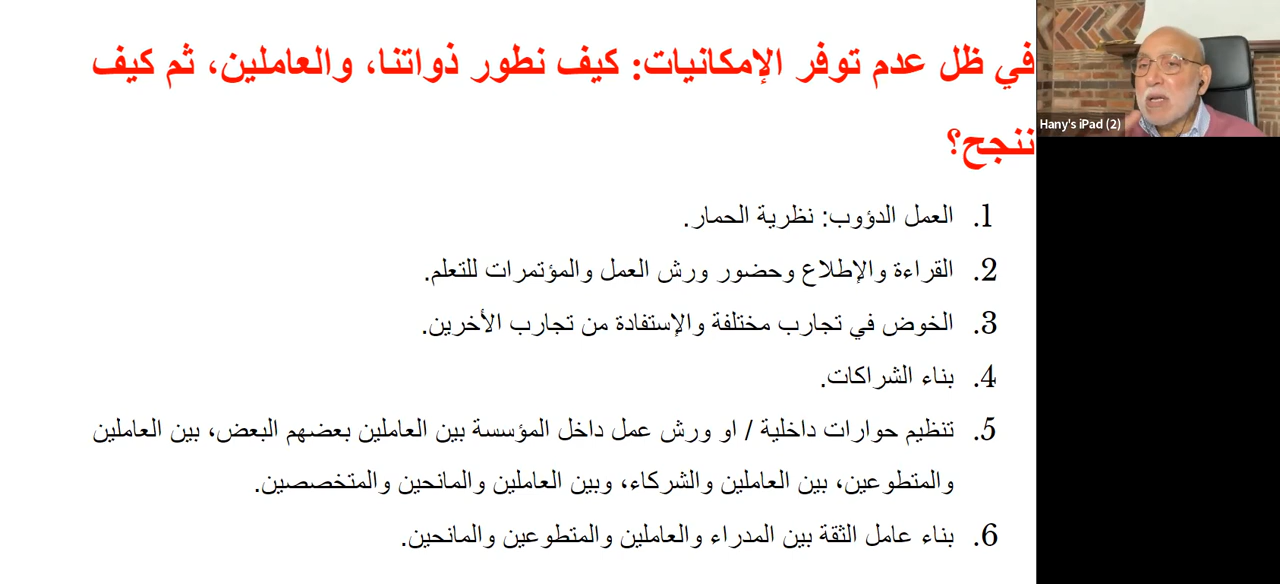 في ظل عدم توفر الإمكانيات: كيف نطور ذواتنا، والعاملين، ثم كيف
ننجح؟
1. العمل الدؤوب: نظرية الحمار.
2. القراءة والإطلاع وحضور ورش العمل والمؤتمرات للتعلم.
3. الخوض في تجارب مختلفة والإستفادة من تجارب الأخرين.
4. بناء الشراكات.
5. تنظيم حوارات داخلية / او ورش عمل داخل المؤسسة بين العاملين بعضهم البعض، بين العاملين
والمتطوعين، بين العاملين والشركاء، وبين العاملين والمانحين والمتخصصين.
6. بناء عامل الثقة بين المدراء والعاملين والمتطوعين والمانحين.
Hany's iPad (2)